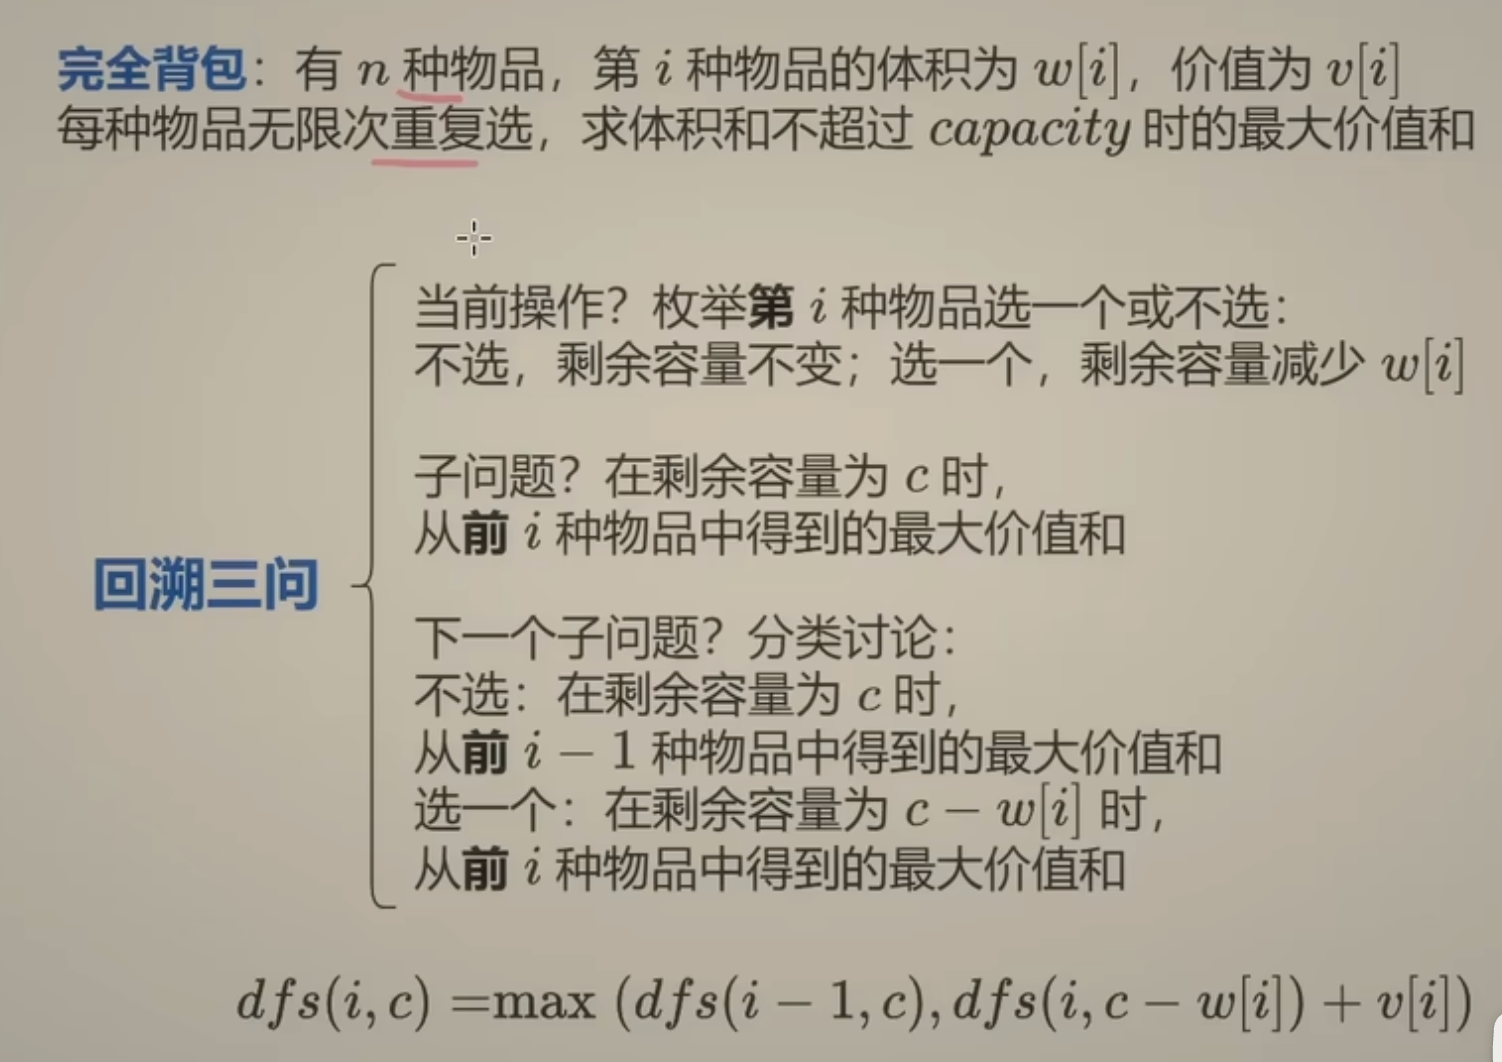 完全背包：有 n 种物品，第 i 种物品的体积为 w[i]，价值为 v[i]
每种物品无限次重复选，求体积和不超过 capacity 时的最大价值和
当前操作？枚举第 i 种物品选一个或不选：
不选，剩余容量不变；选一个，剩余容量减少 w[i]
子问题？在剩余容量为 c 时，
从前 i 种物品中得到的最大价值和
回溯三问
下一个子问题？分类讨论：
不选：在剩余容量为 c 时，
从前 i − 1 种物品中得到的最大价值和
选一个：在剩余容量为 c − w[i] 时，
从前 i 种物品中得到的最大价值和
dfs(i, c) =max (dfs(i − 1, c), dfs(i, c − w[i]) + v[i])